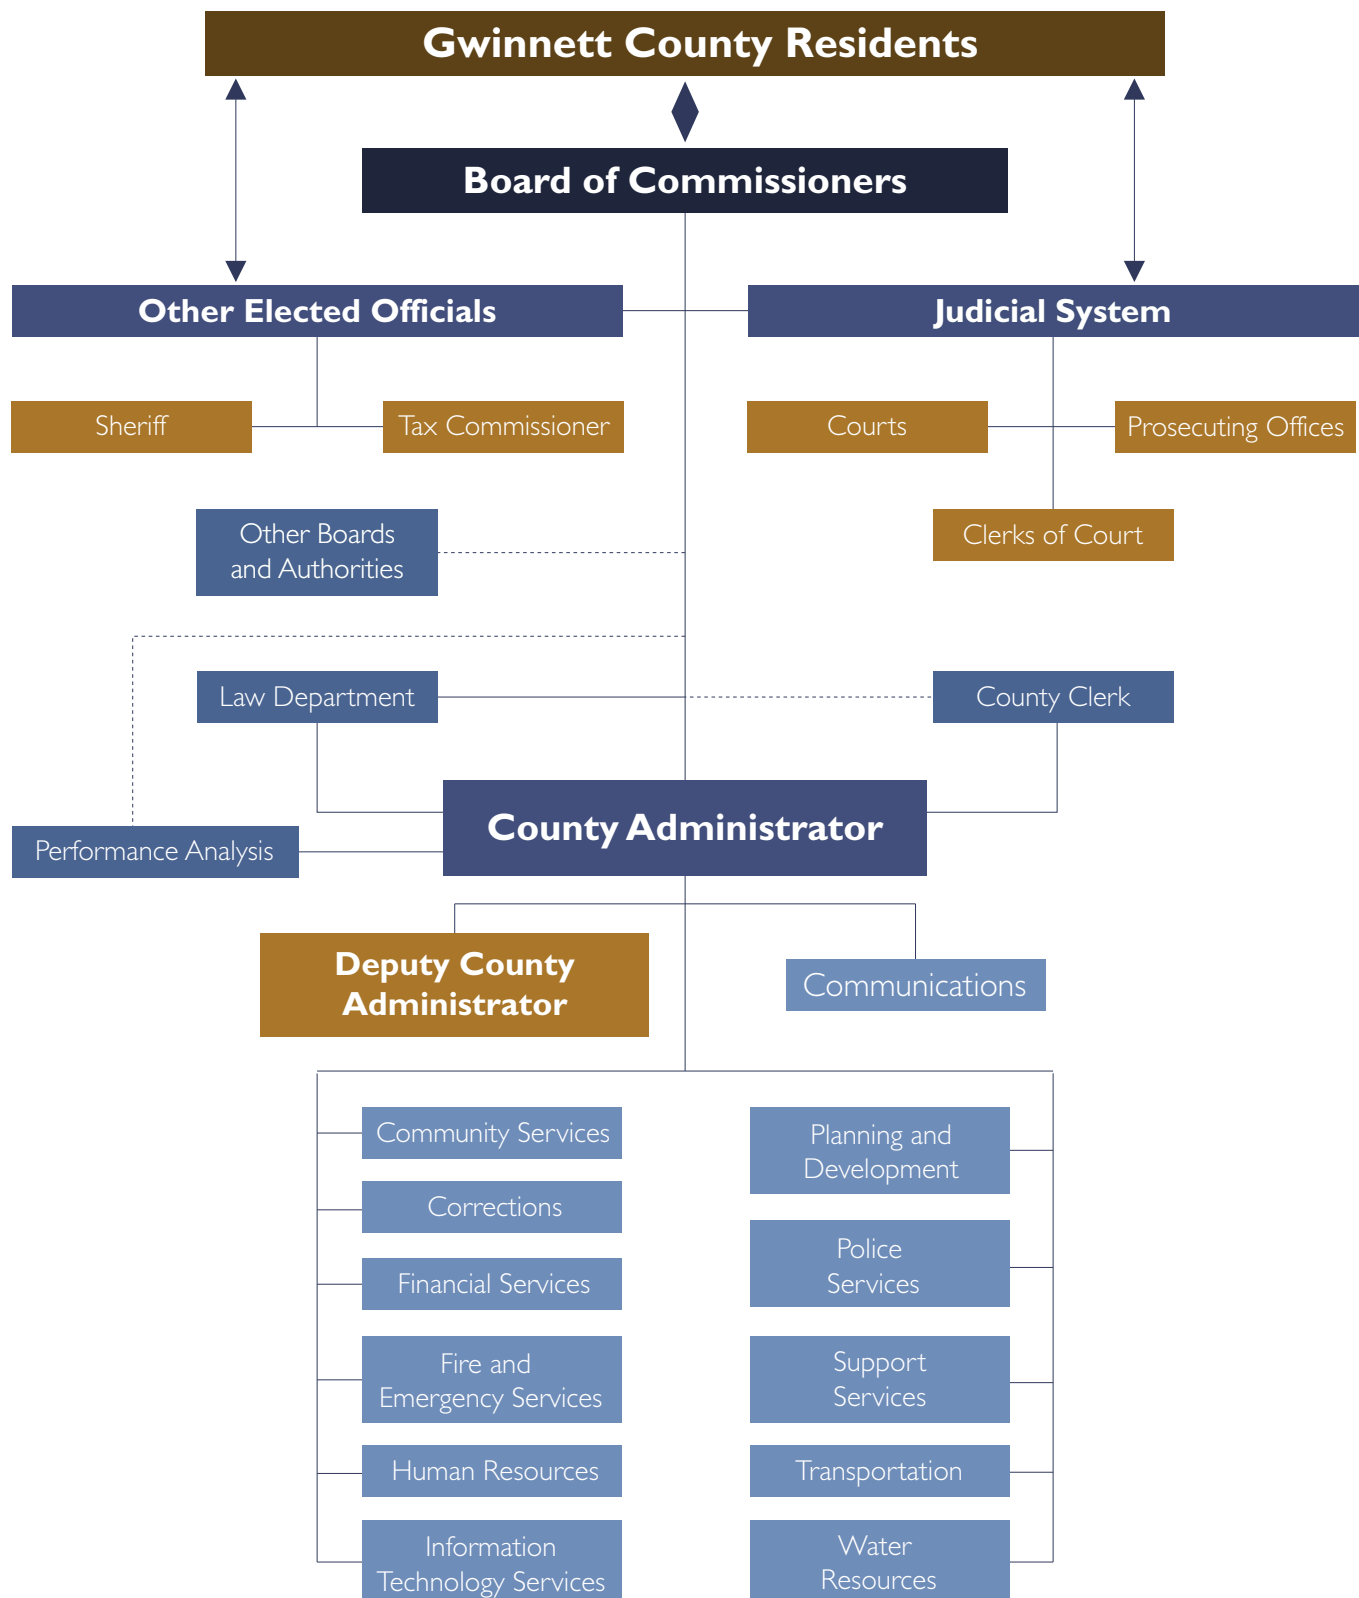 Gwinnett County Residents
Board of Commissioners
Other Elected Officials
Judicial System
Sheriff
Tax Commissioner
Courts
Prosecuting Offices
Other Boards
and Authorities
Clerks of Court
Law Department
County Clerk
County Administrator
Performance Analysis
Deputy County
Administrator
Communications
Community Services
Corrections
Financial Services
Fire and
Emergency Services
Human Resources
Information
Technology Services
Planning and
Development
Police
Services
Support
Services
Transportation
Water
Resources